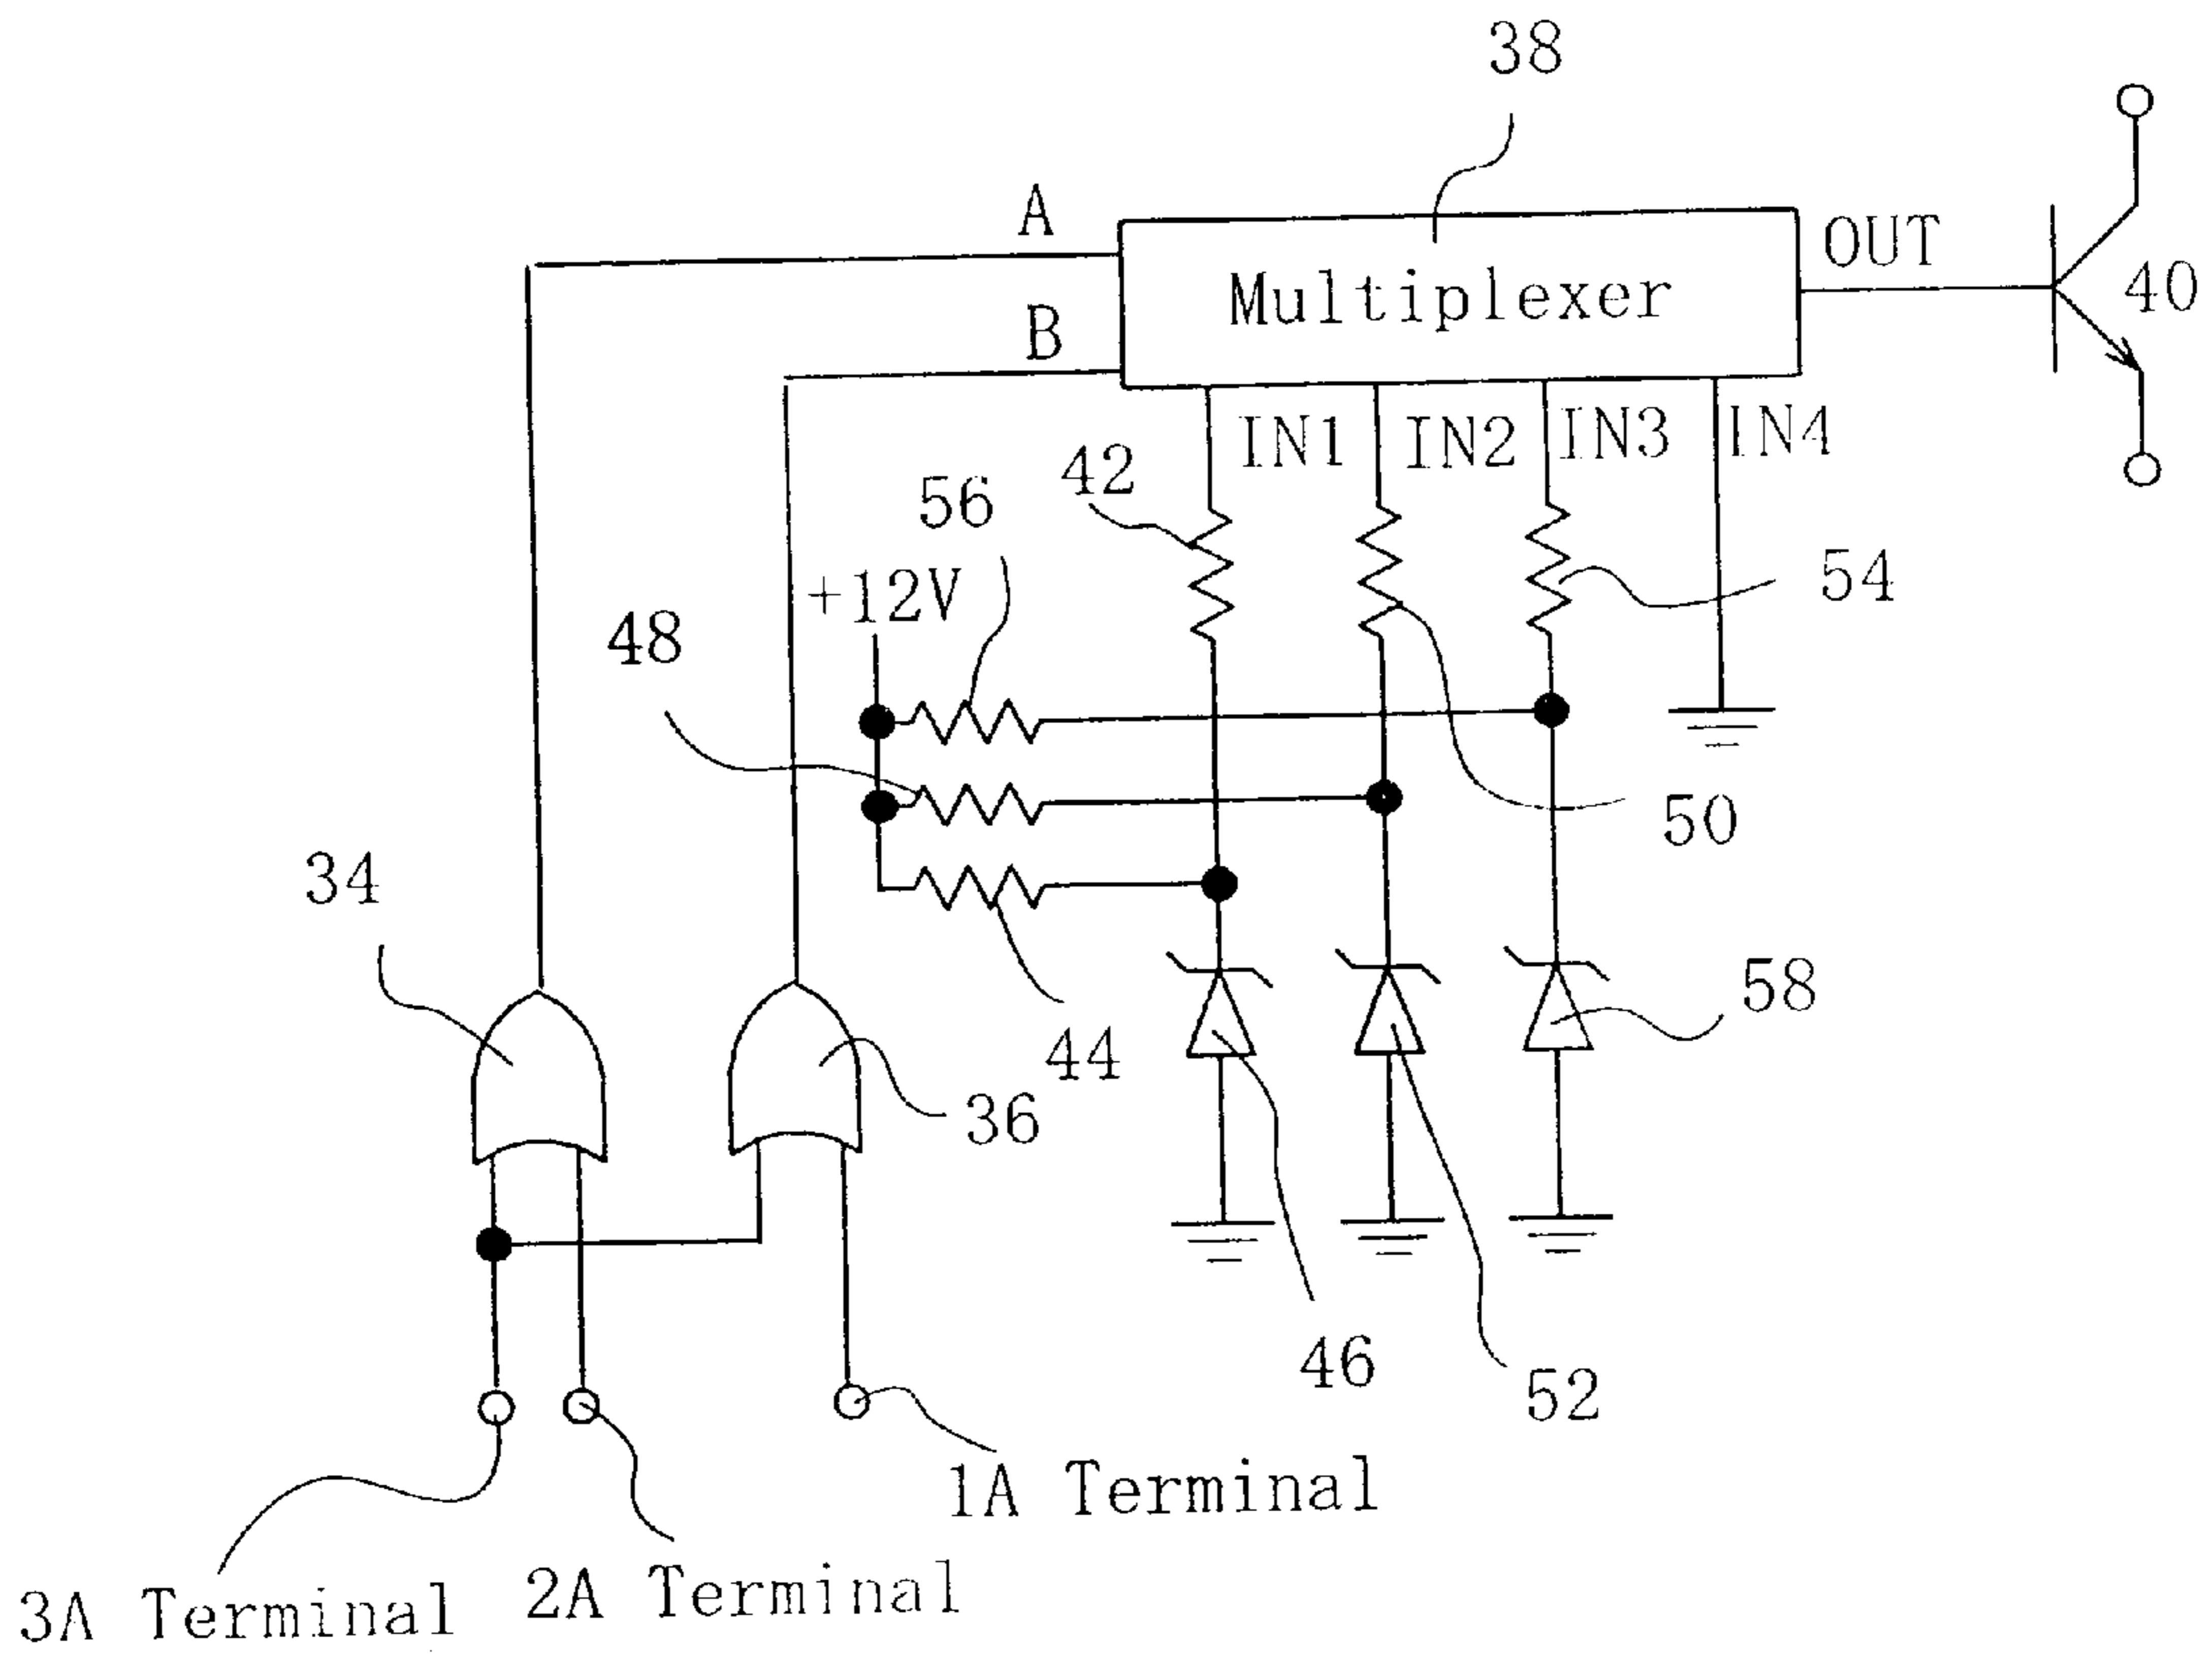 38
A
OUT
Multiplexer
40
B
IN1
IN2
IN3
IN4
42
56
54
+12V
48
50
34
58
44
36
46
52
1A Terminal
2A Terminal
3A Terminal